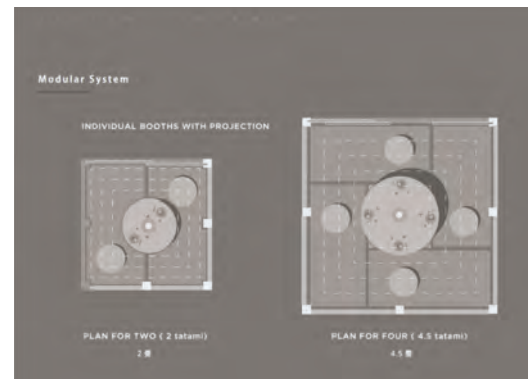 Modular System
INDIVIDUAL BOOTHS WITH PROJECTION
PLAN FOR TWO ( 2 tatami)
2 畳
PLAN FOR FOUR ( 4.5 tatami)
4.5 畳